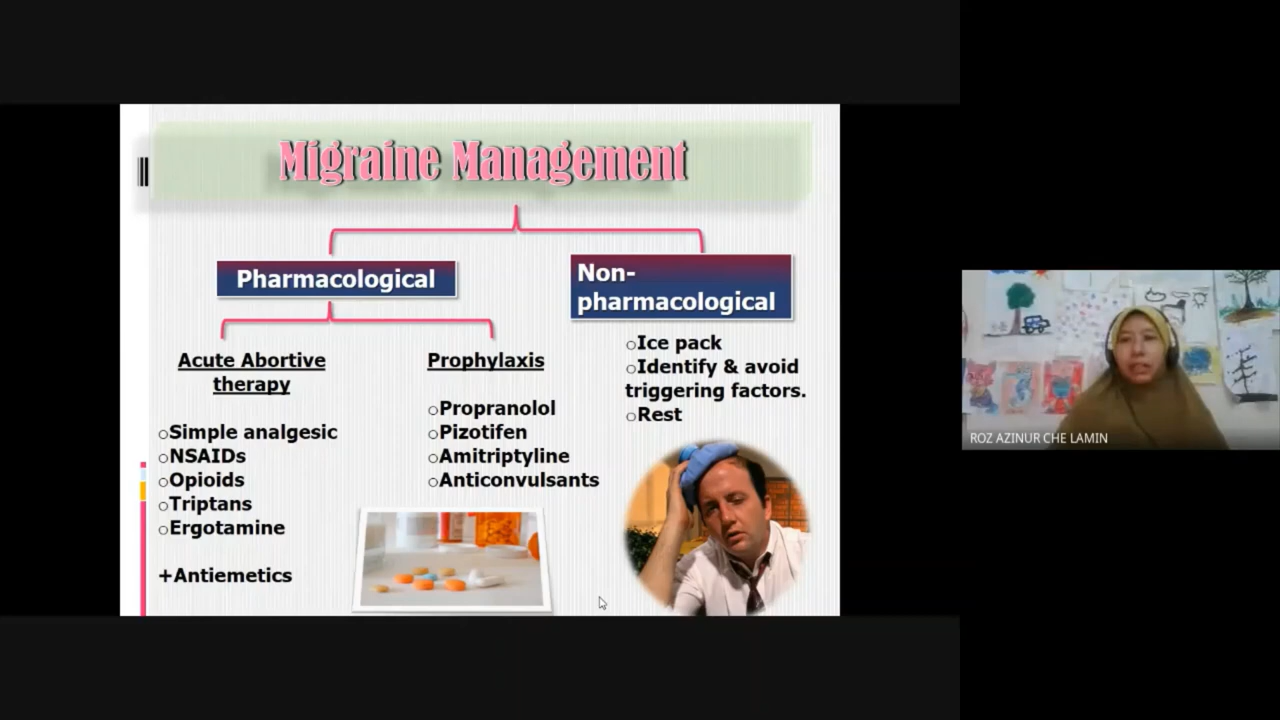 Migraine Management
Pharmacological
Non-
pharmacological
Acute Abortive
therapy
○Simple analgesic
○NSAIDs
○Opioids
○Triptans
○Ergotamine
+Antiemetics
Prophylaxis
○Propranolol
○Pizotifen
○Amitriptyline
○Anticonvulsants
○Ice pack
○Identify & avoid
triggering factors.
○Rest
ROZ AZINUR CHE LAMIN